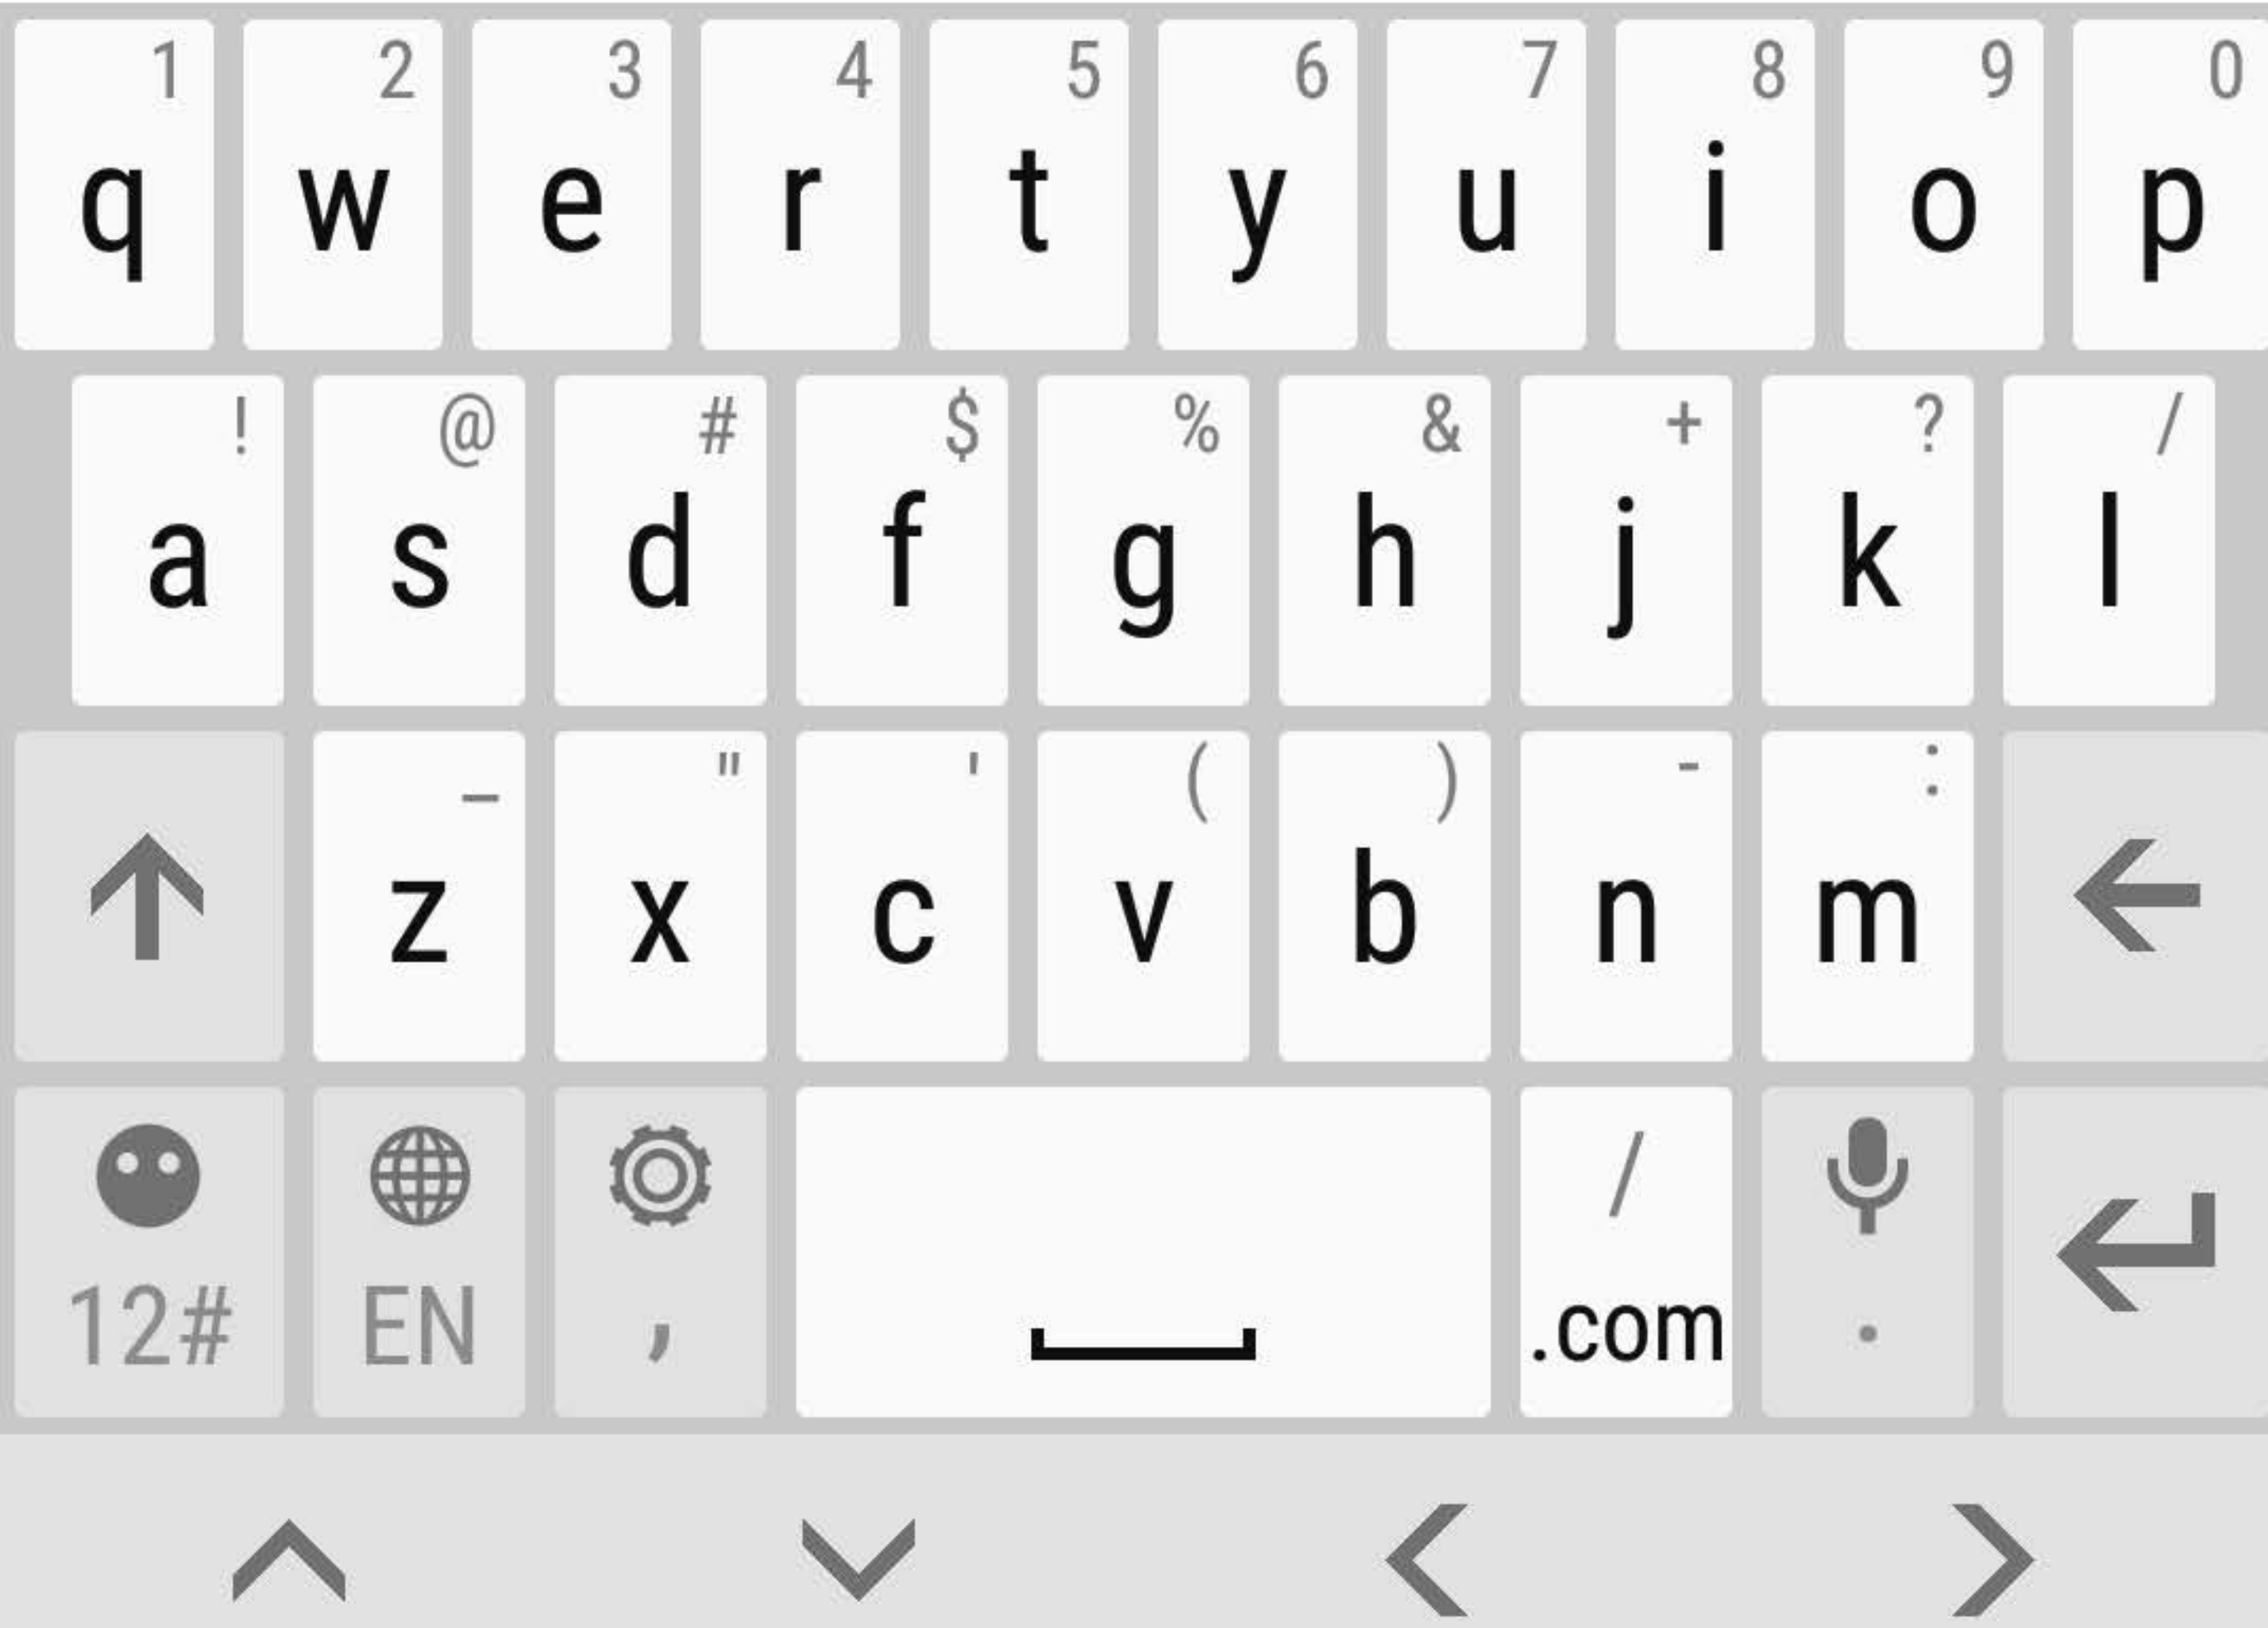 1 2 3 4 5 6 7 8 9 0
q w e r t y u i o p
! @ # $ % & + ? /
a s d f g h j k l
_ " ' ( ) - :
z x c v b n m
/
12# EN , .com .